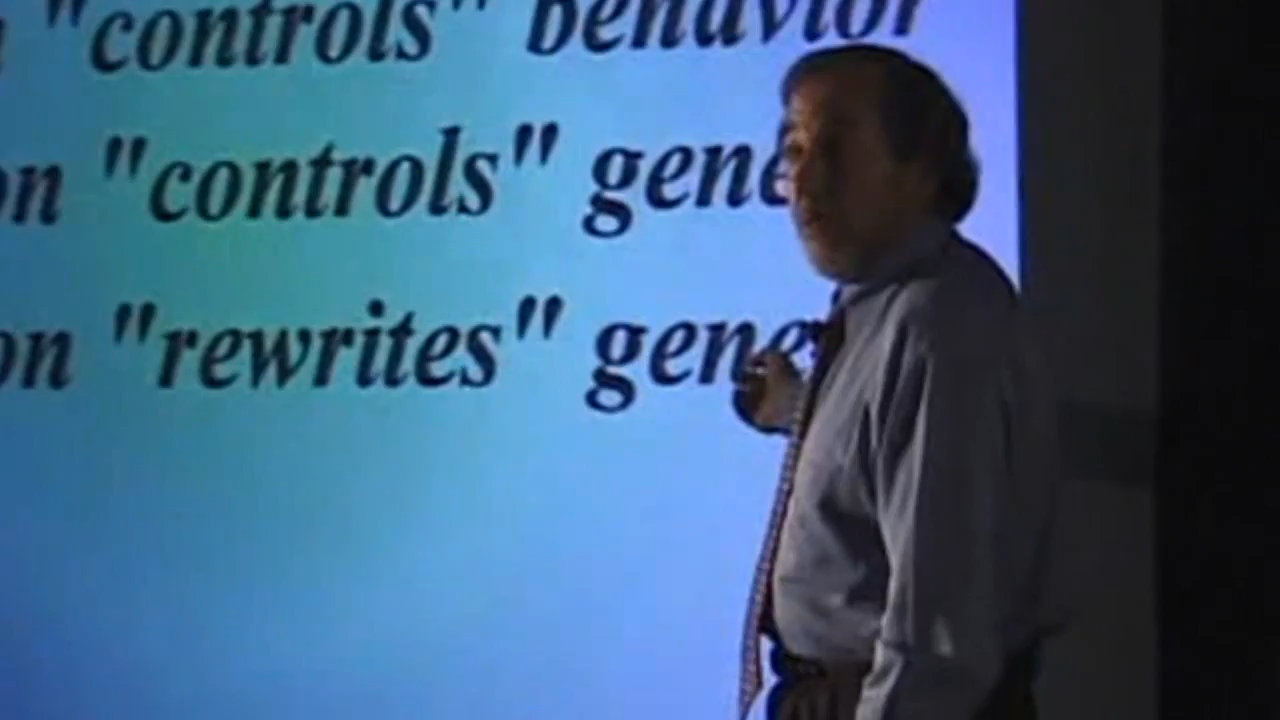 "controls" behavior
on "controls" gene
on "rewrites" gene